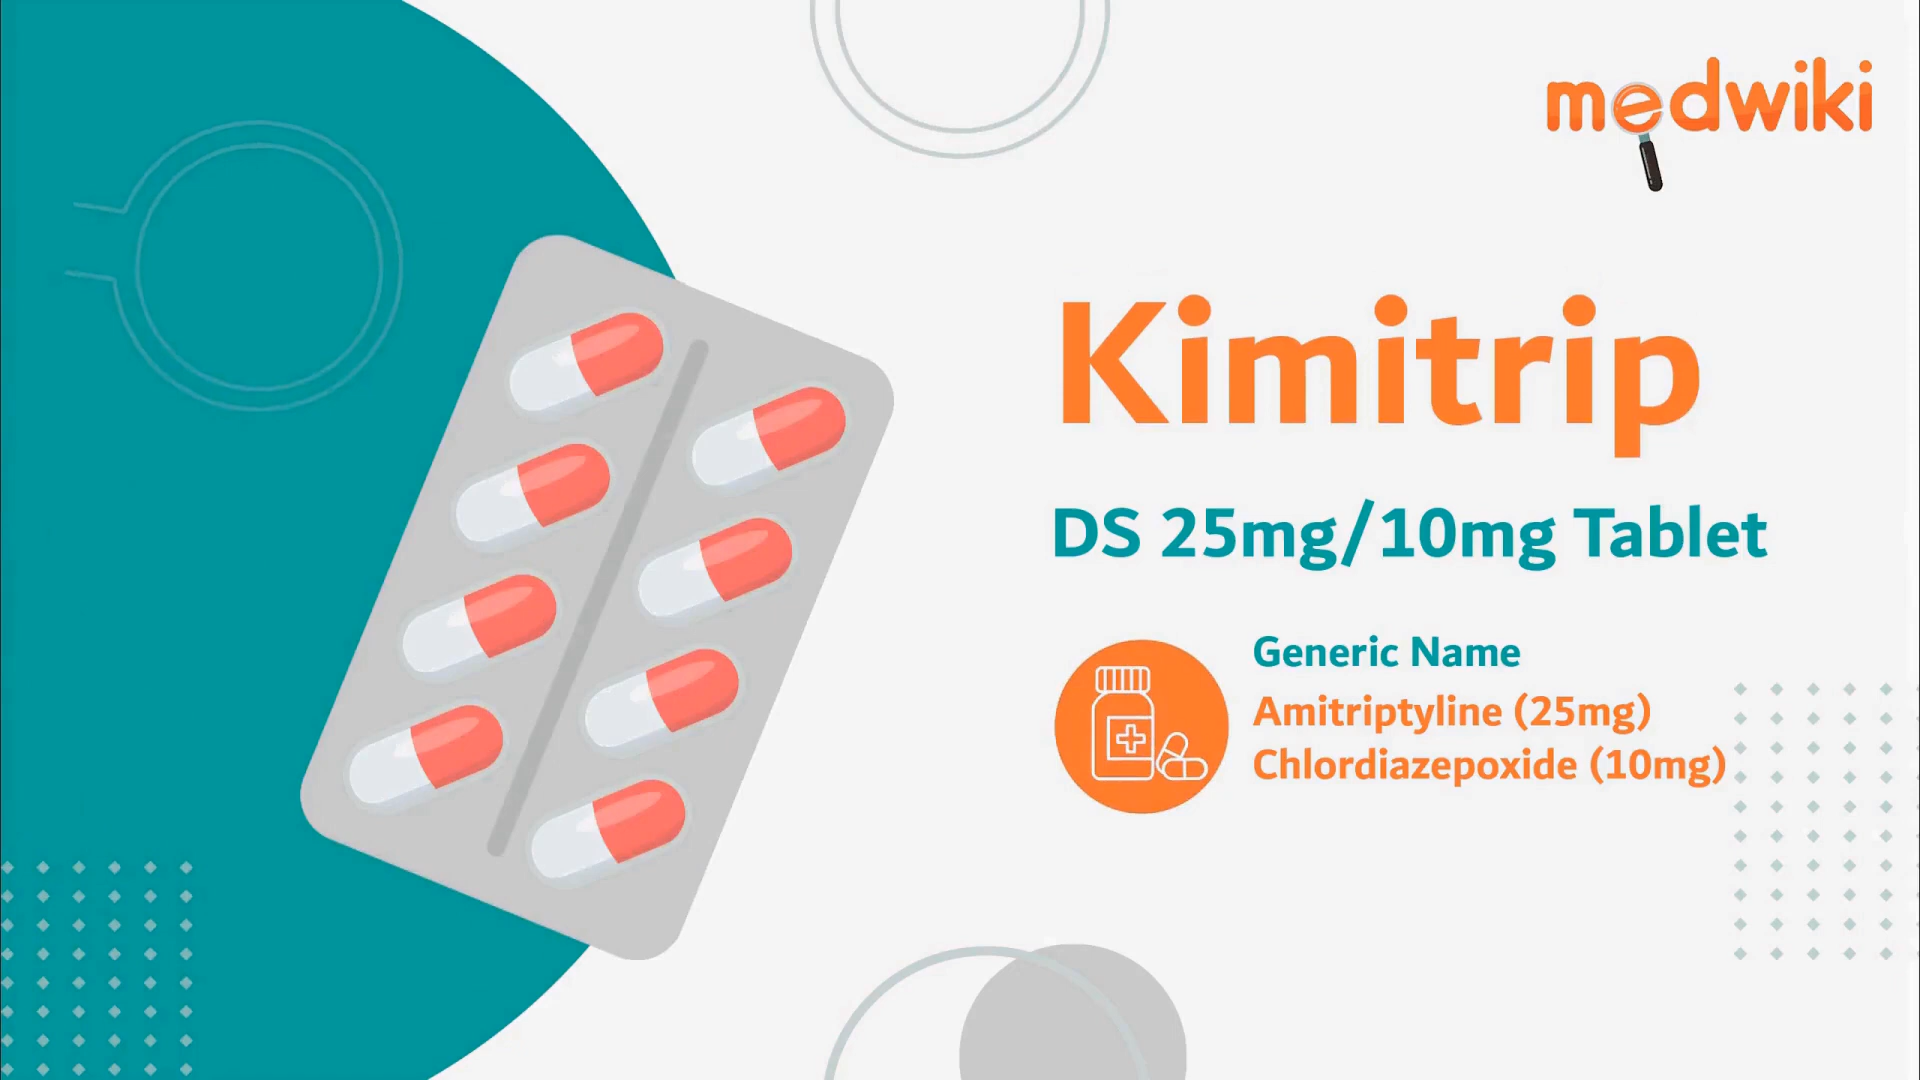 medwiki
Kimitrip
DS 25mg/10mg Tablet
Generic Name
Amitriptyline (25mg)
Chlordiazepoxide (10mg)